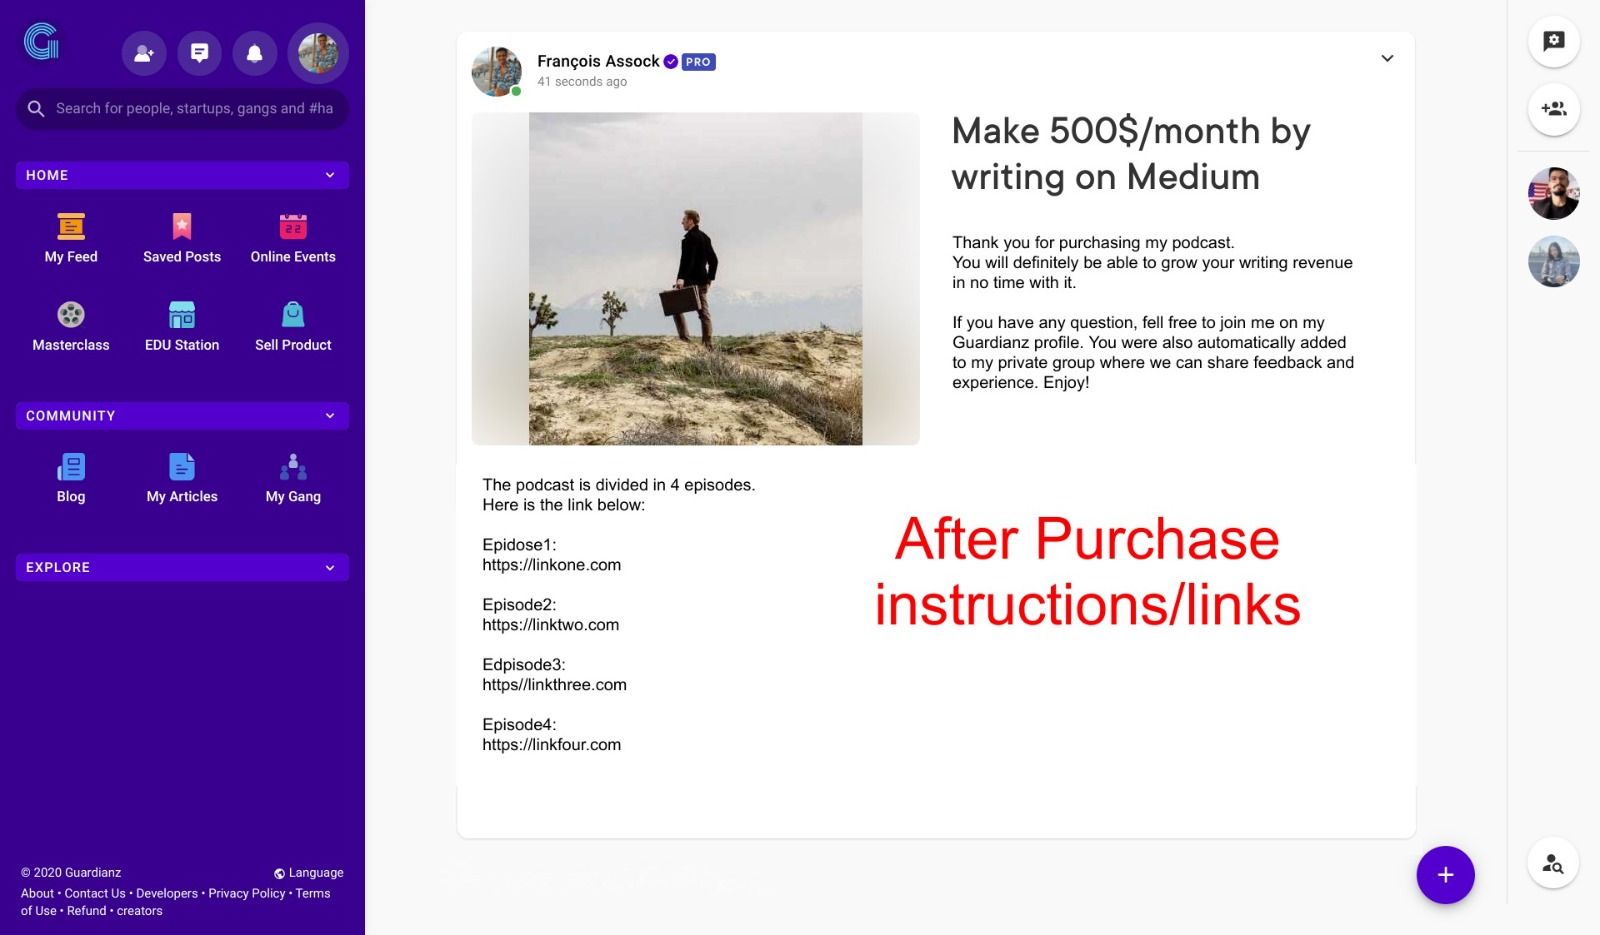 Search for people, startups, gangs and #ha
HOME
My Feed
Saved Posts
22
Online Events
Masterclass
EDU Station
Sell Product
COMMUNITY
Blog
My Articles
My Gang
EXPLORE
© 2020 Guardianz
Language
About • Contact Us • Developers • Privacy Policy • Terms
of Use • Refund • creators
François Assock PRO
41 seconds ago
Make 500$/month by
writing on Medium
Thank you for purchasing my podcast.
You will definitely be able to grow your writing revenue
in no time with it.
If you have any question, fell free to join me on my
Guardianz profile. You were also automatically added
to my private group where we can share feedback and
experience. Enjoy!
The podcast is divided in 4 episodes.
Here is the link below:
Epidose1:
https://linkone.com
Episode2:
https://linktwo.com
Edpisode3:
https//linkthree.com
Episode4:
https://linkfour.com
After Purchase
instructions/links